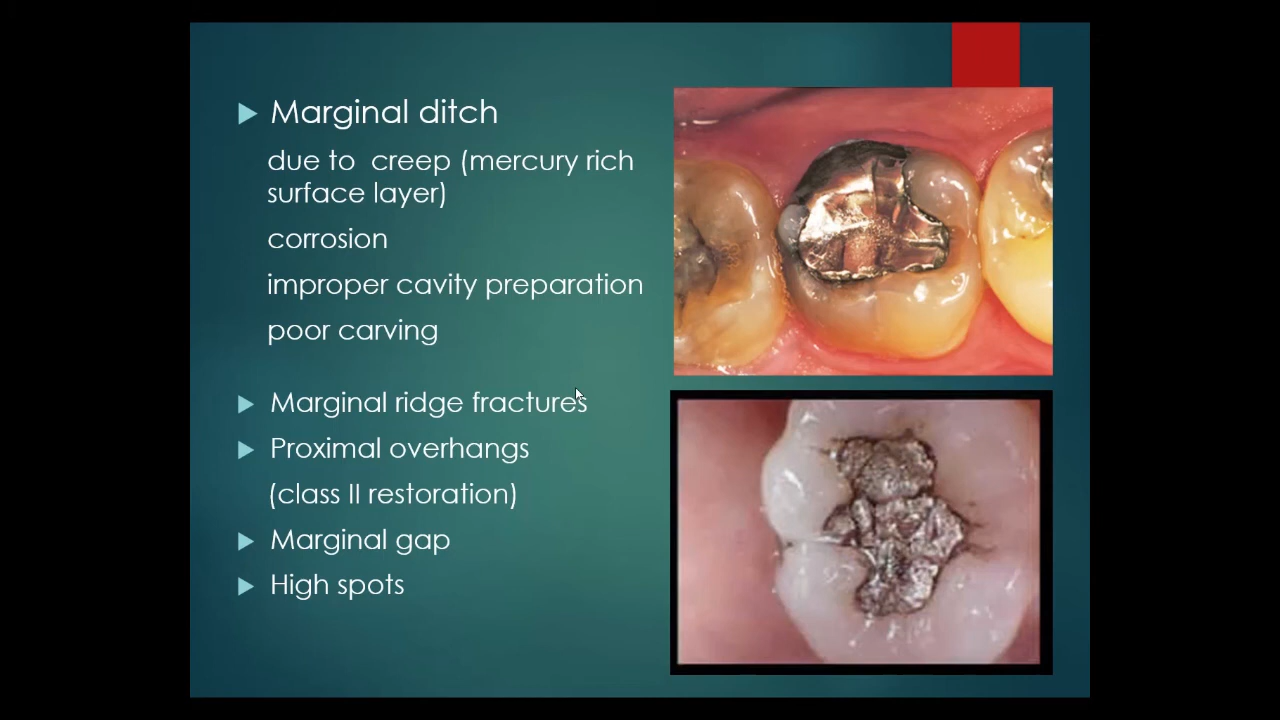 Marginal ditch
due to creep (mercury rich
surface layer)
corrosion
improper cavity preparation
poor carving
Marginal ridge fractures
Proximal overhangs
(class II restoration)
Marginal gap
High spots